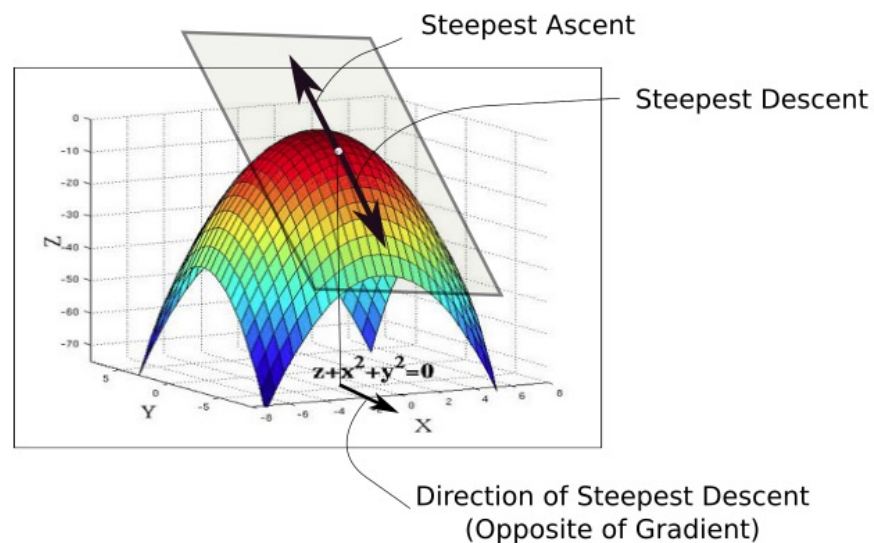 Steepest Ascent
Steepest Descent
0
-10
-20
-30
-40
-50
-60
-70
Z
5
0
-5
Y
-8
-6
-4
-2
0
2
4
6
8
X
z+x²+y²=0
Direction of Steepest Descent
(Opposite of Gradient)